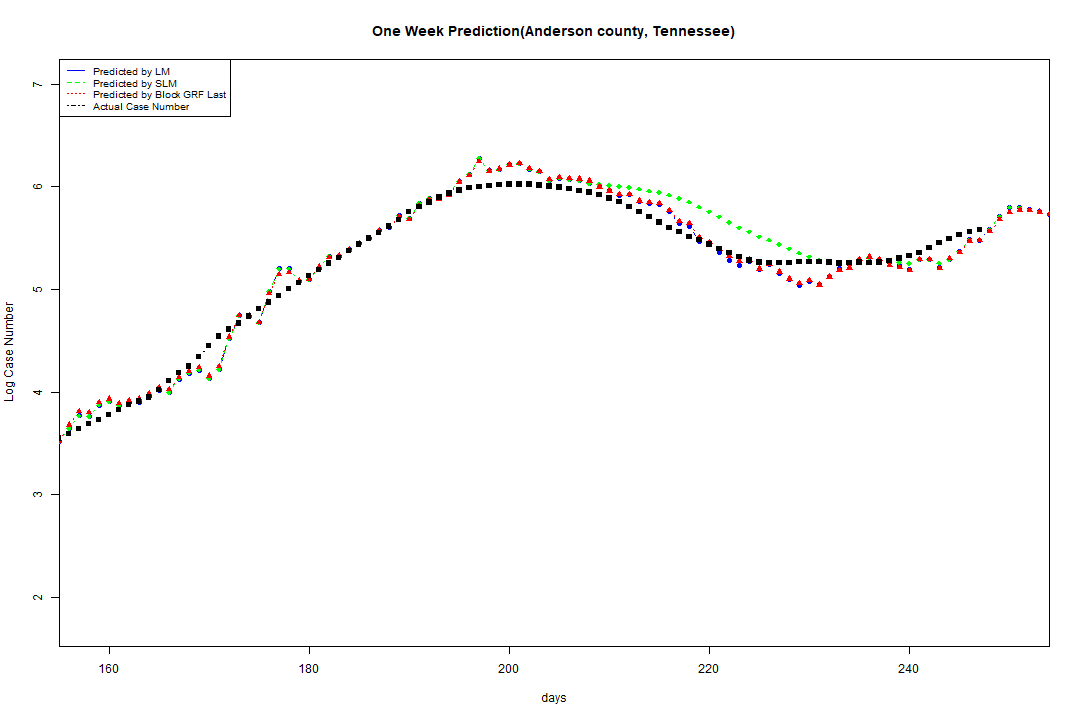 One Week Prediction(Anderson county, Tennessee)
Predicted by LM
Predicted by SLM
Predicted by Block GRF Last
Actual Case Number
7
6
5
4
3
2
Log Case Number
160 180 200 220 240
days